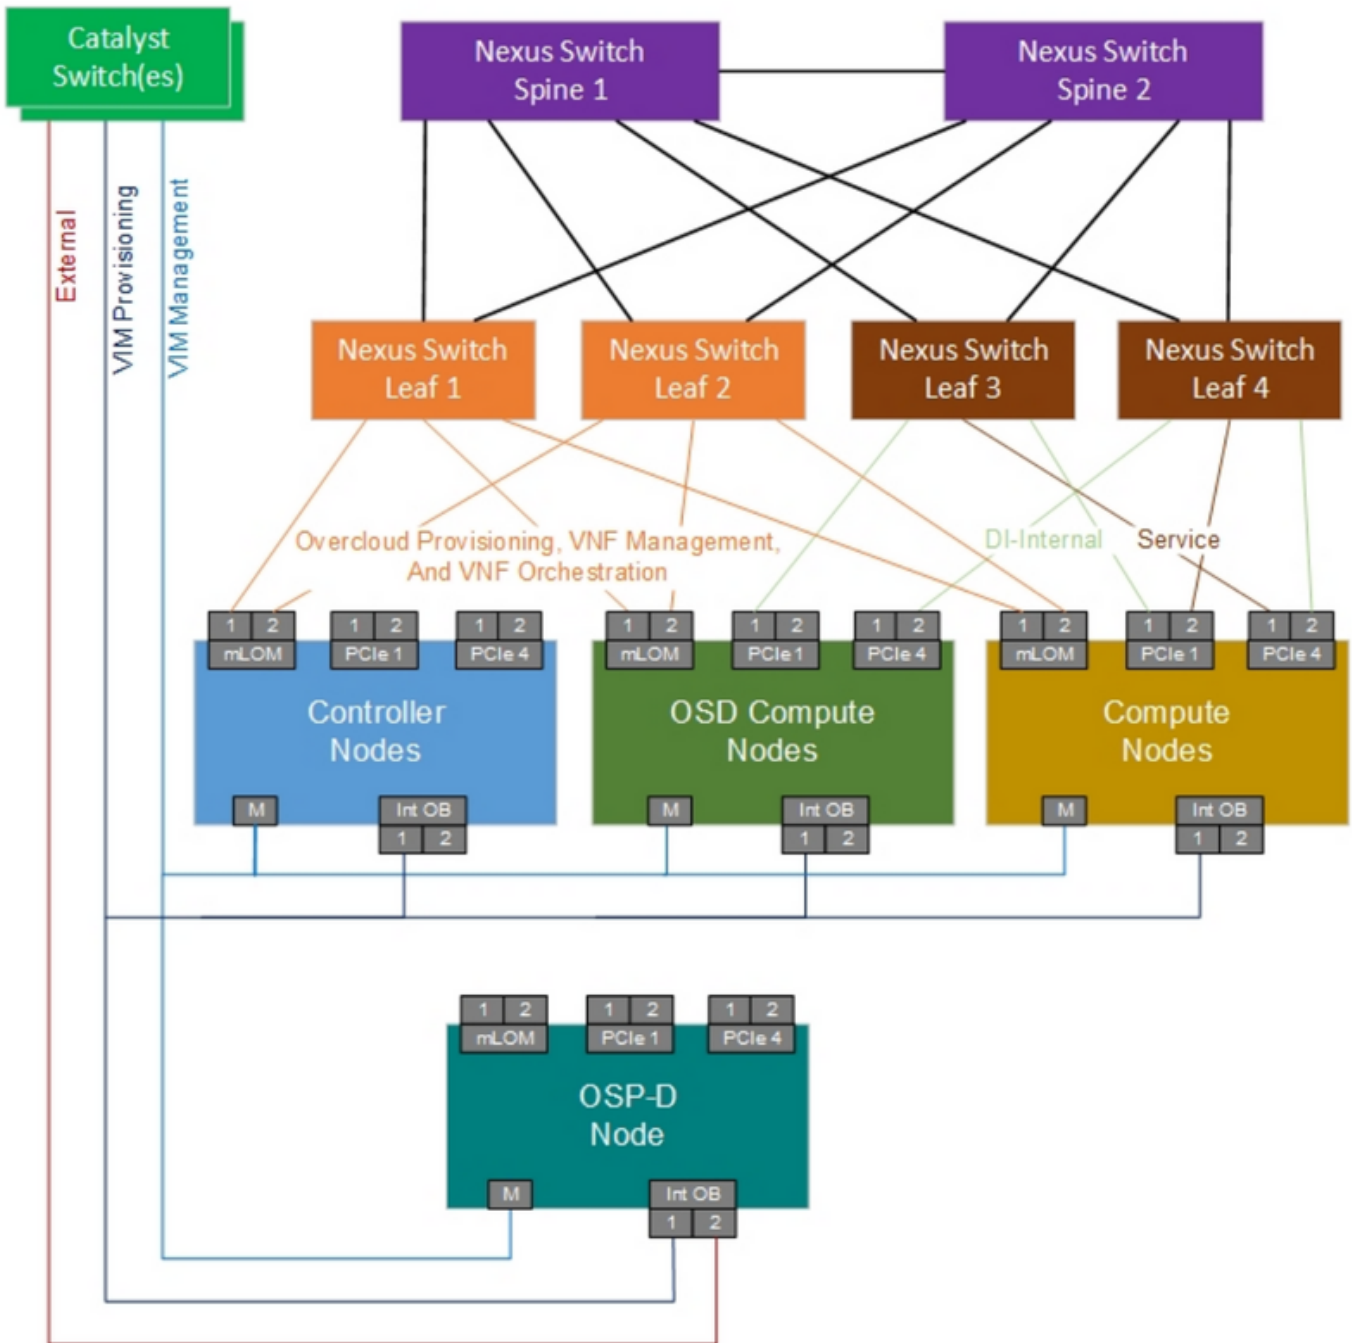 Catalyst
Switch(es)
Nexus Switch
Spine 1
Nexus Switch
Spine 2
External
VIM Provisioning
VIM Management
Nexus Switch
Leaf 1
Nexus Switch
Leaf 2
Nexus Switch
Leaf 3
Nexus Switch
Leaf 4
Overcloud Provisioning, VNF Management,
And VNF Orchestration
DI-Internal
Service
1 2
mLOM
1 2
PCIe 1
1 2
PCIe 4
Controller
Nodes
M
Int OB
1 2
1 2
mLOM
1 2
PCIe 1
1 2
PCIe 4
OSD Compute
Nodes
M
Int OB
1 2
1 2
mLOM
1 2
PCIe 1
1 2
PCIe 4
Compute
Nodes
M
Int OB
1 2
1 2
mLOM
1 2
PCIe 1
1 2
PCIe 4
OSP-D
Node
M
Int OB
1 2